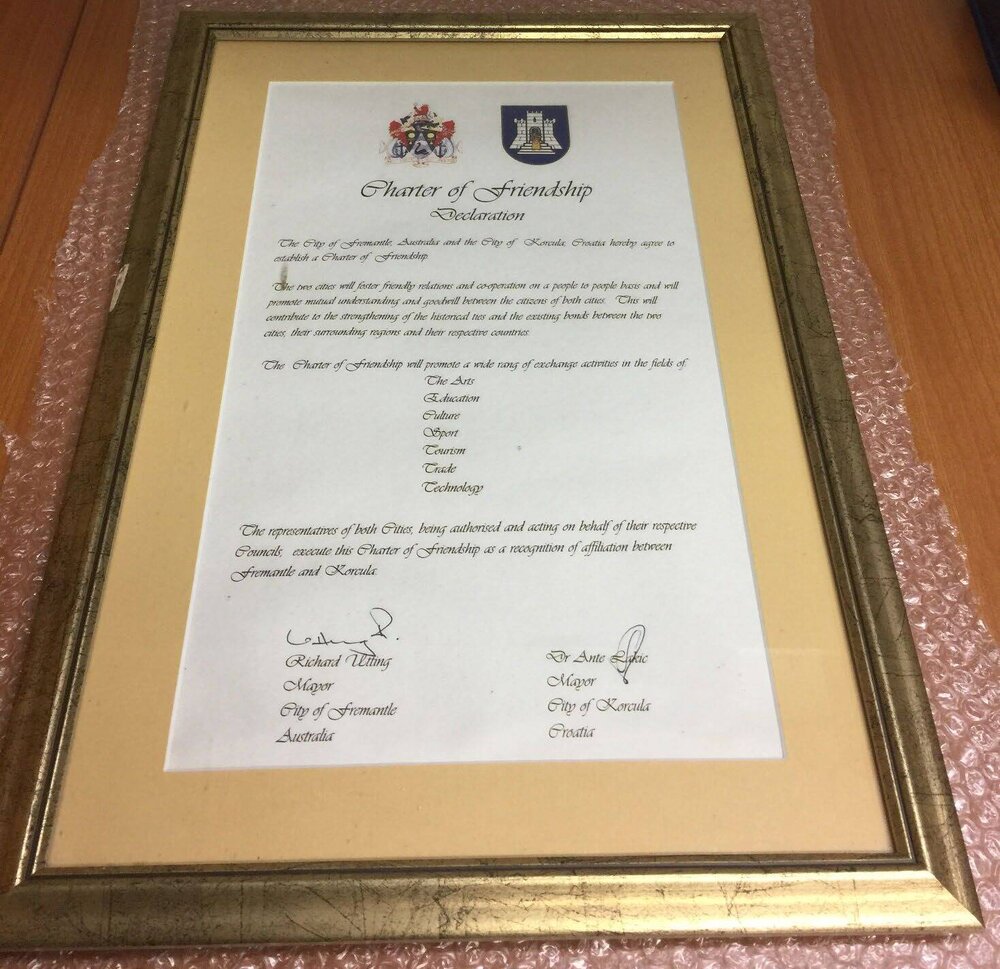 Charter of Friendship
Declaration
The City of Fremantle, Australia and the City of Korcula, Croatia hereby agree to
establish a Charter of Friendship.
The two cities will foster friendly relations and co-operation on a people to people basis and will
promote mutual understanding and goodwill between the citizens of both cities. This will
contribute to the strengthening of the historical ties and the existing bonds between the two
cities, their surrounding regions and their respective countries.
The Charter of Friendship will promote a wide rang of exchange activities in the fields of:
The Arts
Education
Culture
Sport
Tourism
Trade
Technology
The representatives of both Cities, being authorised and acting on behalf of their respective
Councils, execute this Charter of Friendship as a recognition of affiliation between
Fremantle and Korcula.
Richard Utting
Mayor
City of Fremantle
Australia
Dr Ante Lakic
Mayor
City of Korcula
Croatia